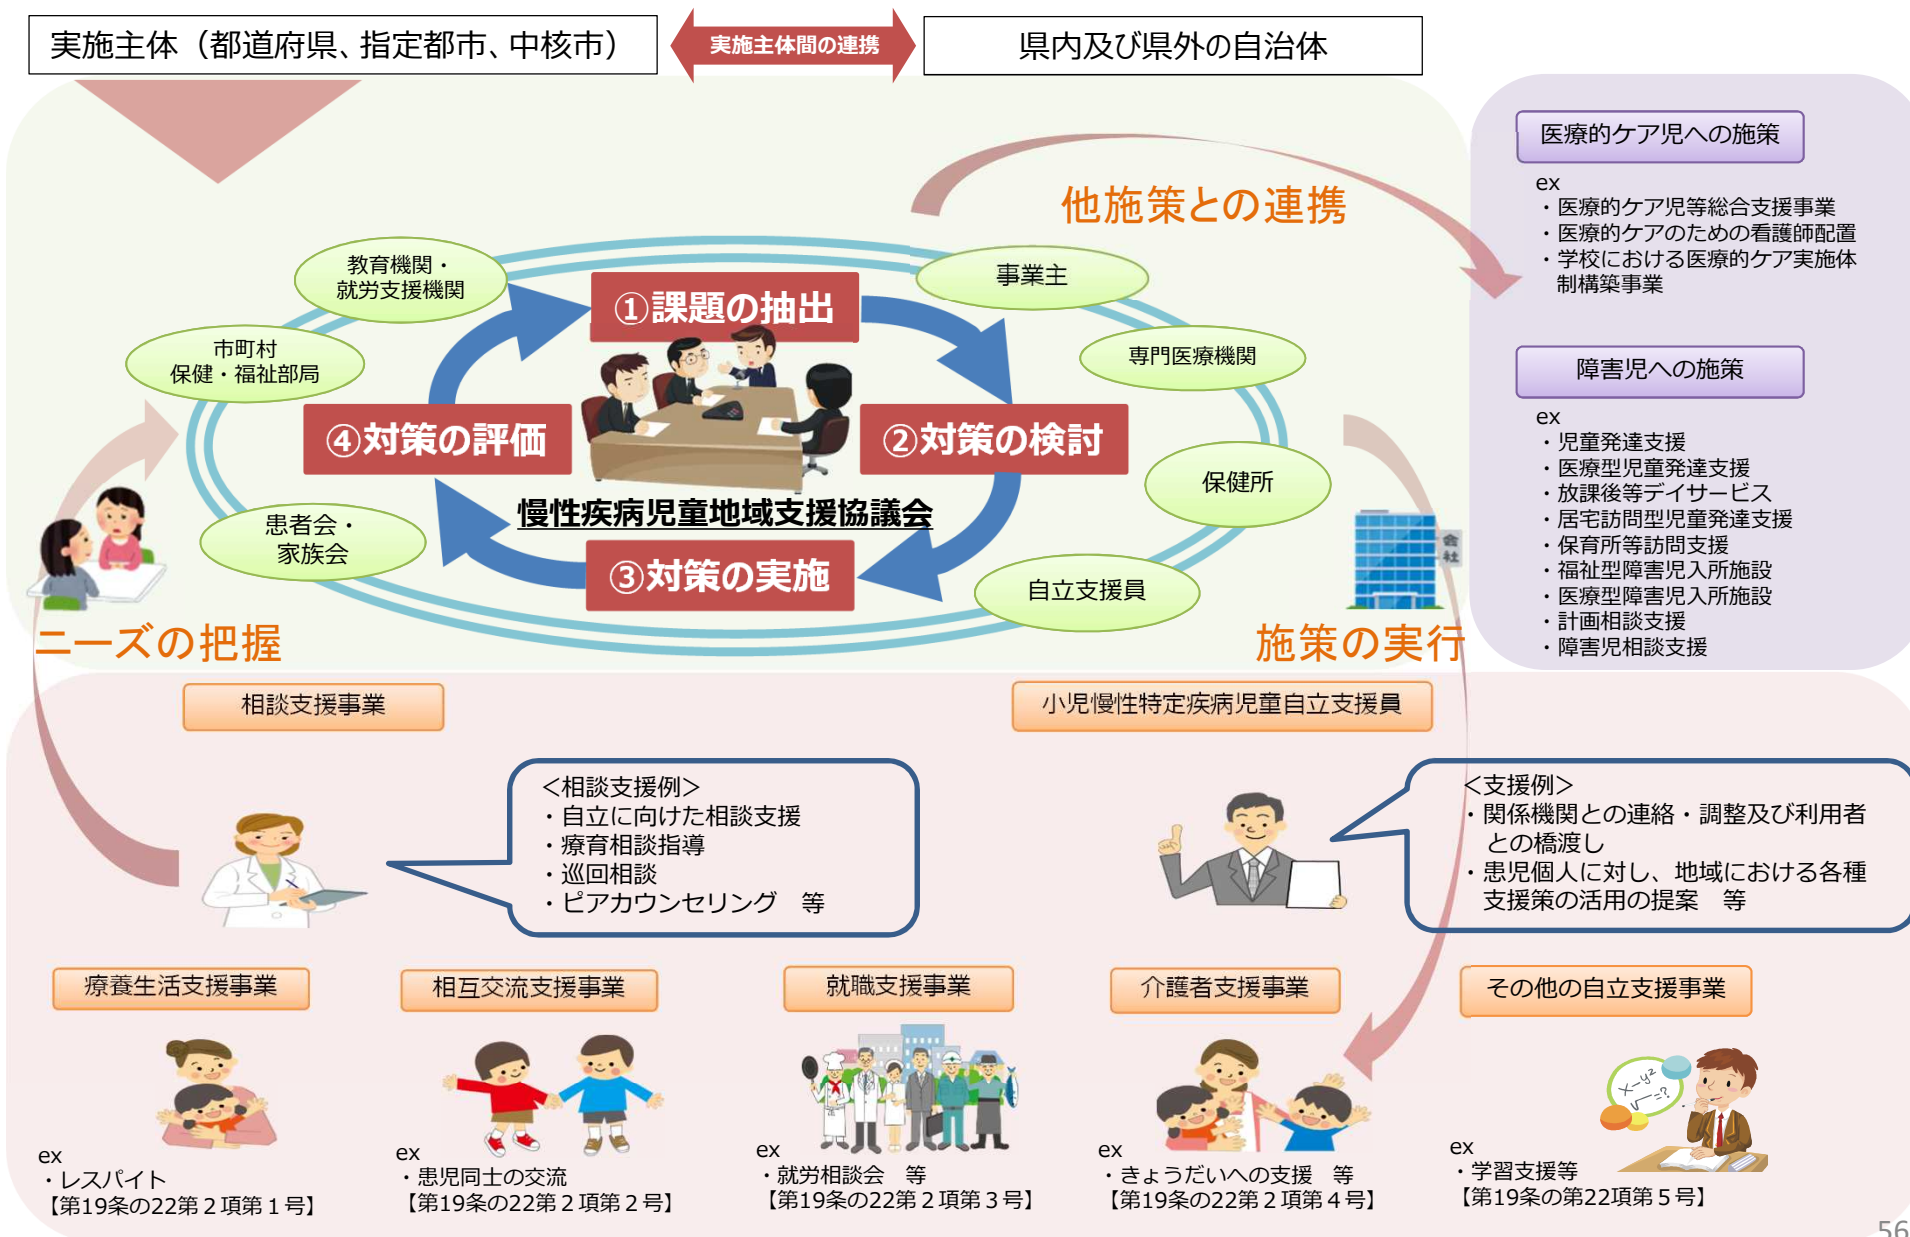 実施主体（都道府県、指定都市、中核市）
実施主体間の連携
県内及び県外の自治体
他施策との連携
教育機関・
就労支援機関
事業主
市町村
保健・福祉部局
専門医療機関
①課題の抽出
④対策の評価
②対策の検討
保健所
患者会・
家族会
慢性疾病児童地域支援協議会
③対策の実施
自立支援員
会社
ニーズの把握
施策の実行
医療的ケア児への施策
ex
・医療的ケア児等総合支援事業
・医療的ケアのための看護師配置
・学校における医療的ケア実施体
制構築事業
障害児への施策
ex
・児童発達支援
・医療型児童発達支援
・放課後等デイサービス
・居宅訪問型児童発達支援
・保育所等訪問支援
・福祉型障害児入所施設
・医療型障害児入所施設
・計画相談支援
・障害児相談支援
相談支援事業
＜相談支援例＞
・自立に向けた相談支援
・療育相談指導
・巡回相談
・ピアカウンセリング　等
小児慢性特定疾病児童自立支援員
＜支援例＞
・関係機関との連絡・調整及び利用者
との橋渡し
・患児個人に対し、地域における各種
支援策の活用の提案　等
療養生活支援事業
ex
・レスパイト
【第19条の22第２項第１号】
相互交流支援事業
ex
・患児同士の交流
【第19条の22第２項第２号】
就職支援事業
ex
・就労相談会　等
【第19条の22第２項第３号】
介護者支援事業
ex
・きょうだいへの支援　等
【第19条の22第２項第４号】
その他の自立支援事業
x-y²
√=?
ex
・学習支援等
【第19条の第22項第５号】
56